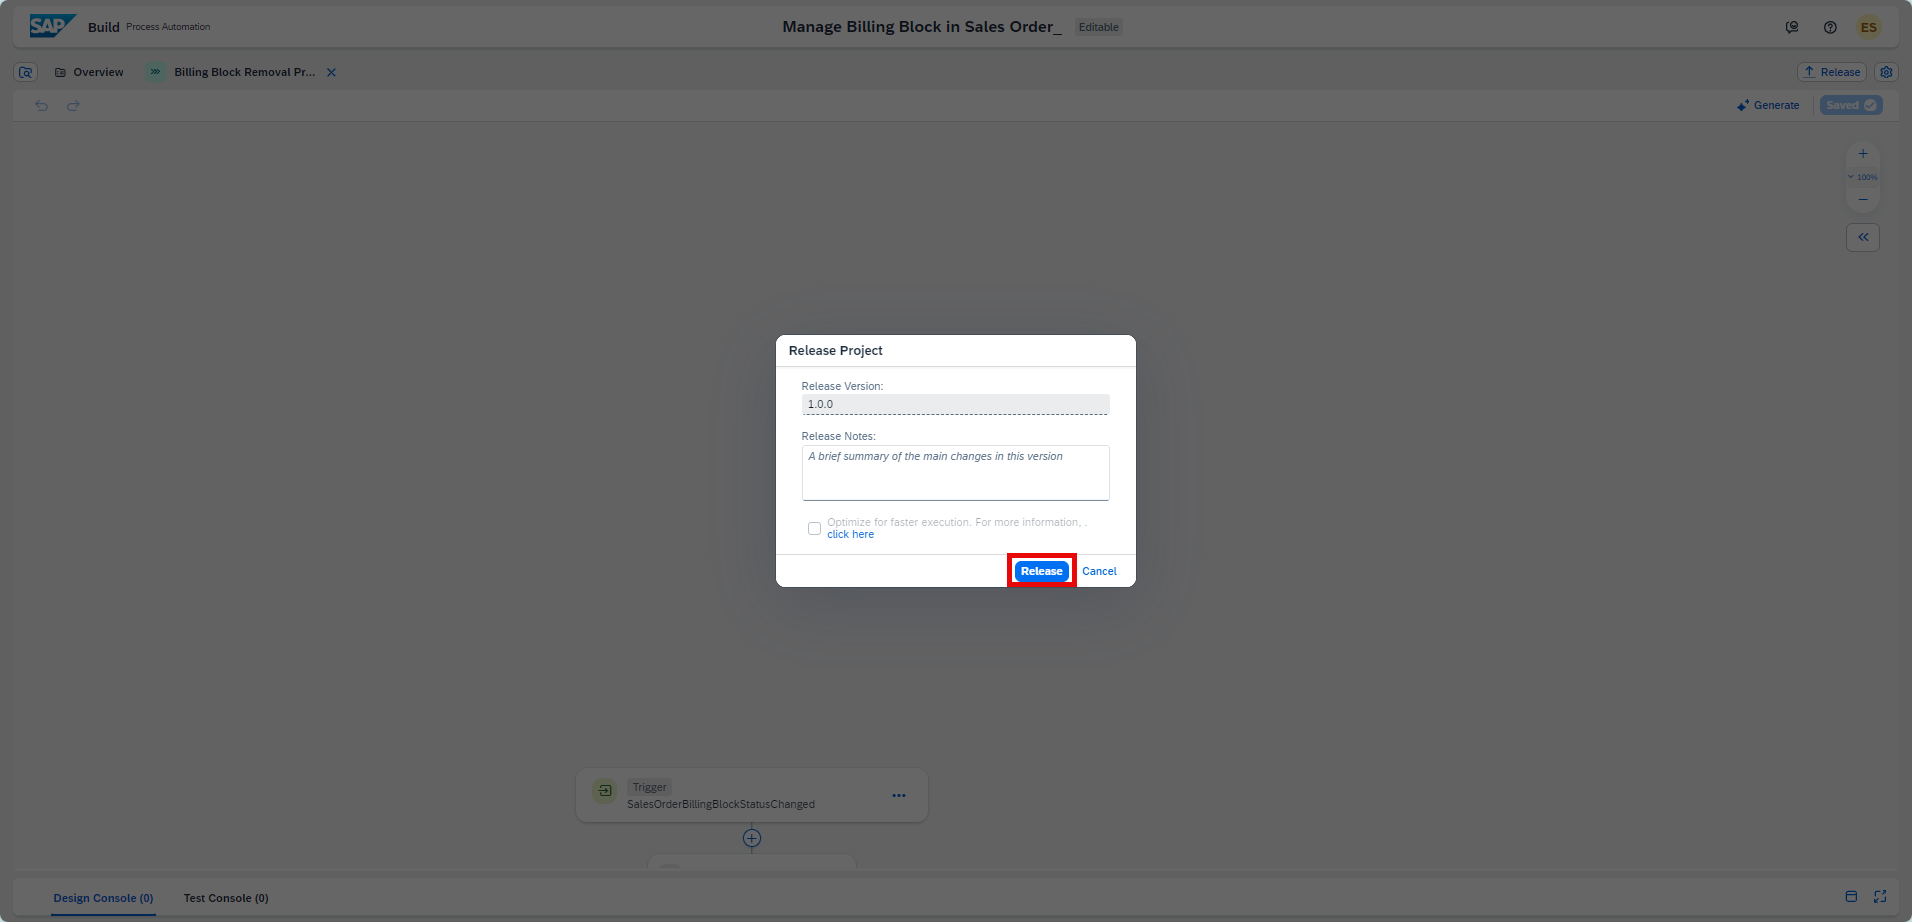 SAP Build Process Automation
Manage Billing Block in Sales Order_ Editable
ES
Overview
Billing Block Removal Pr...
Release
Generate
Saved
100%
Release Project
Release Version:
1.0.0
Release Notes:
A brief summary of the main changes in this version
Optimize for faster execution. For more information, .
click here
Release Cancel
Trigger
SalesOrderBillingBlockStatusChanged
Design Console (0) Test Console (0)